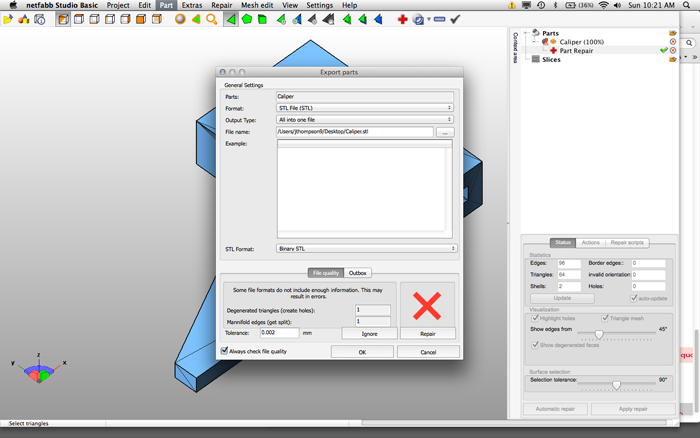 netfabb Studio Basic Project Edit Part Extras Repair Mesh edit View Settings Help (36%) Sun 10:21 AM
Export parts
General Settings
Parts: Caliper
Format: STL File (STL)
Output Type: All into one file
File name: /Users/jthompson9/Desktop/Caliper.stl ...
Example:
STL Format: Binary STL
File quality Outbox
Some file formats do not include enough information. This may
result in errors.
Degenerated triangles (create holes): 1
Mannifold edges (get split): 1
Tolerance: 0.002 mm Ignore Repair
Always check file quality OK Cancel
z
y x
Select triangles
Context area
Parts
Caliper (100%)
Part Repair
Slices
Status Actions Repair scripts
Statistics
Edges: 96 Border edges: 0
Triangles: 64 invalid orientation 0
Shells: 2 Holes: 0
Update auto-update
Visualization
Highlight holes Triangle mesh
Show edges from 45°
Show degenerated faces
Surface selection
Selection tolerance: 90°
Automatic repair Apply repair
quo